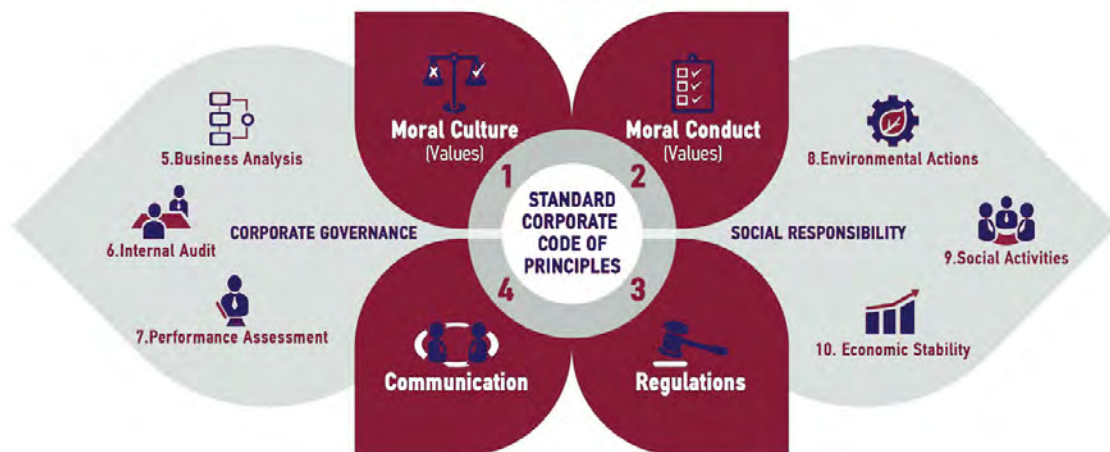 Moral Culture
(Values)
1
Moral Conduct
(Values)
2
STANDARD
CORPORATE
CODE OF
PRINCIPLES
4
3
Communication
Regulations
CORPORATE GOVERNANCE
5.Business Analysis
6.Internal Audit
7.Performance Assessment
SOCIAL RESPONSIBILITY
8.Environmental Actions
9.Social Activities
10. Economic Stability